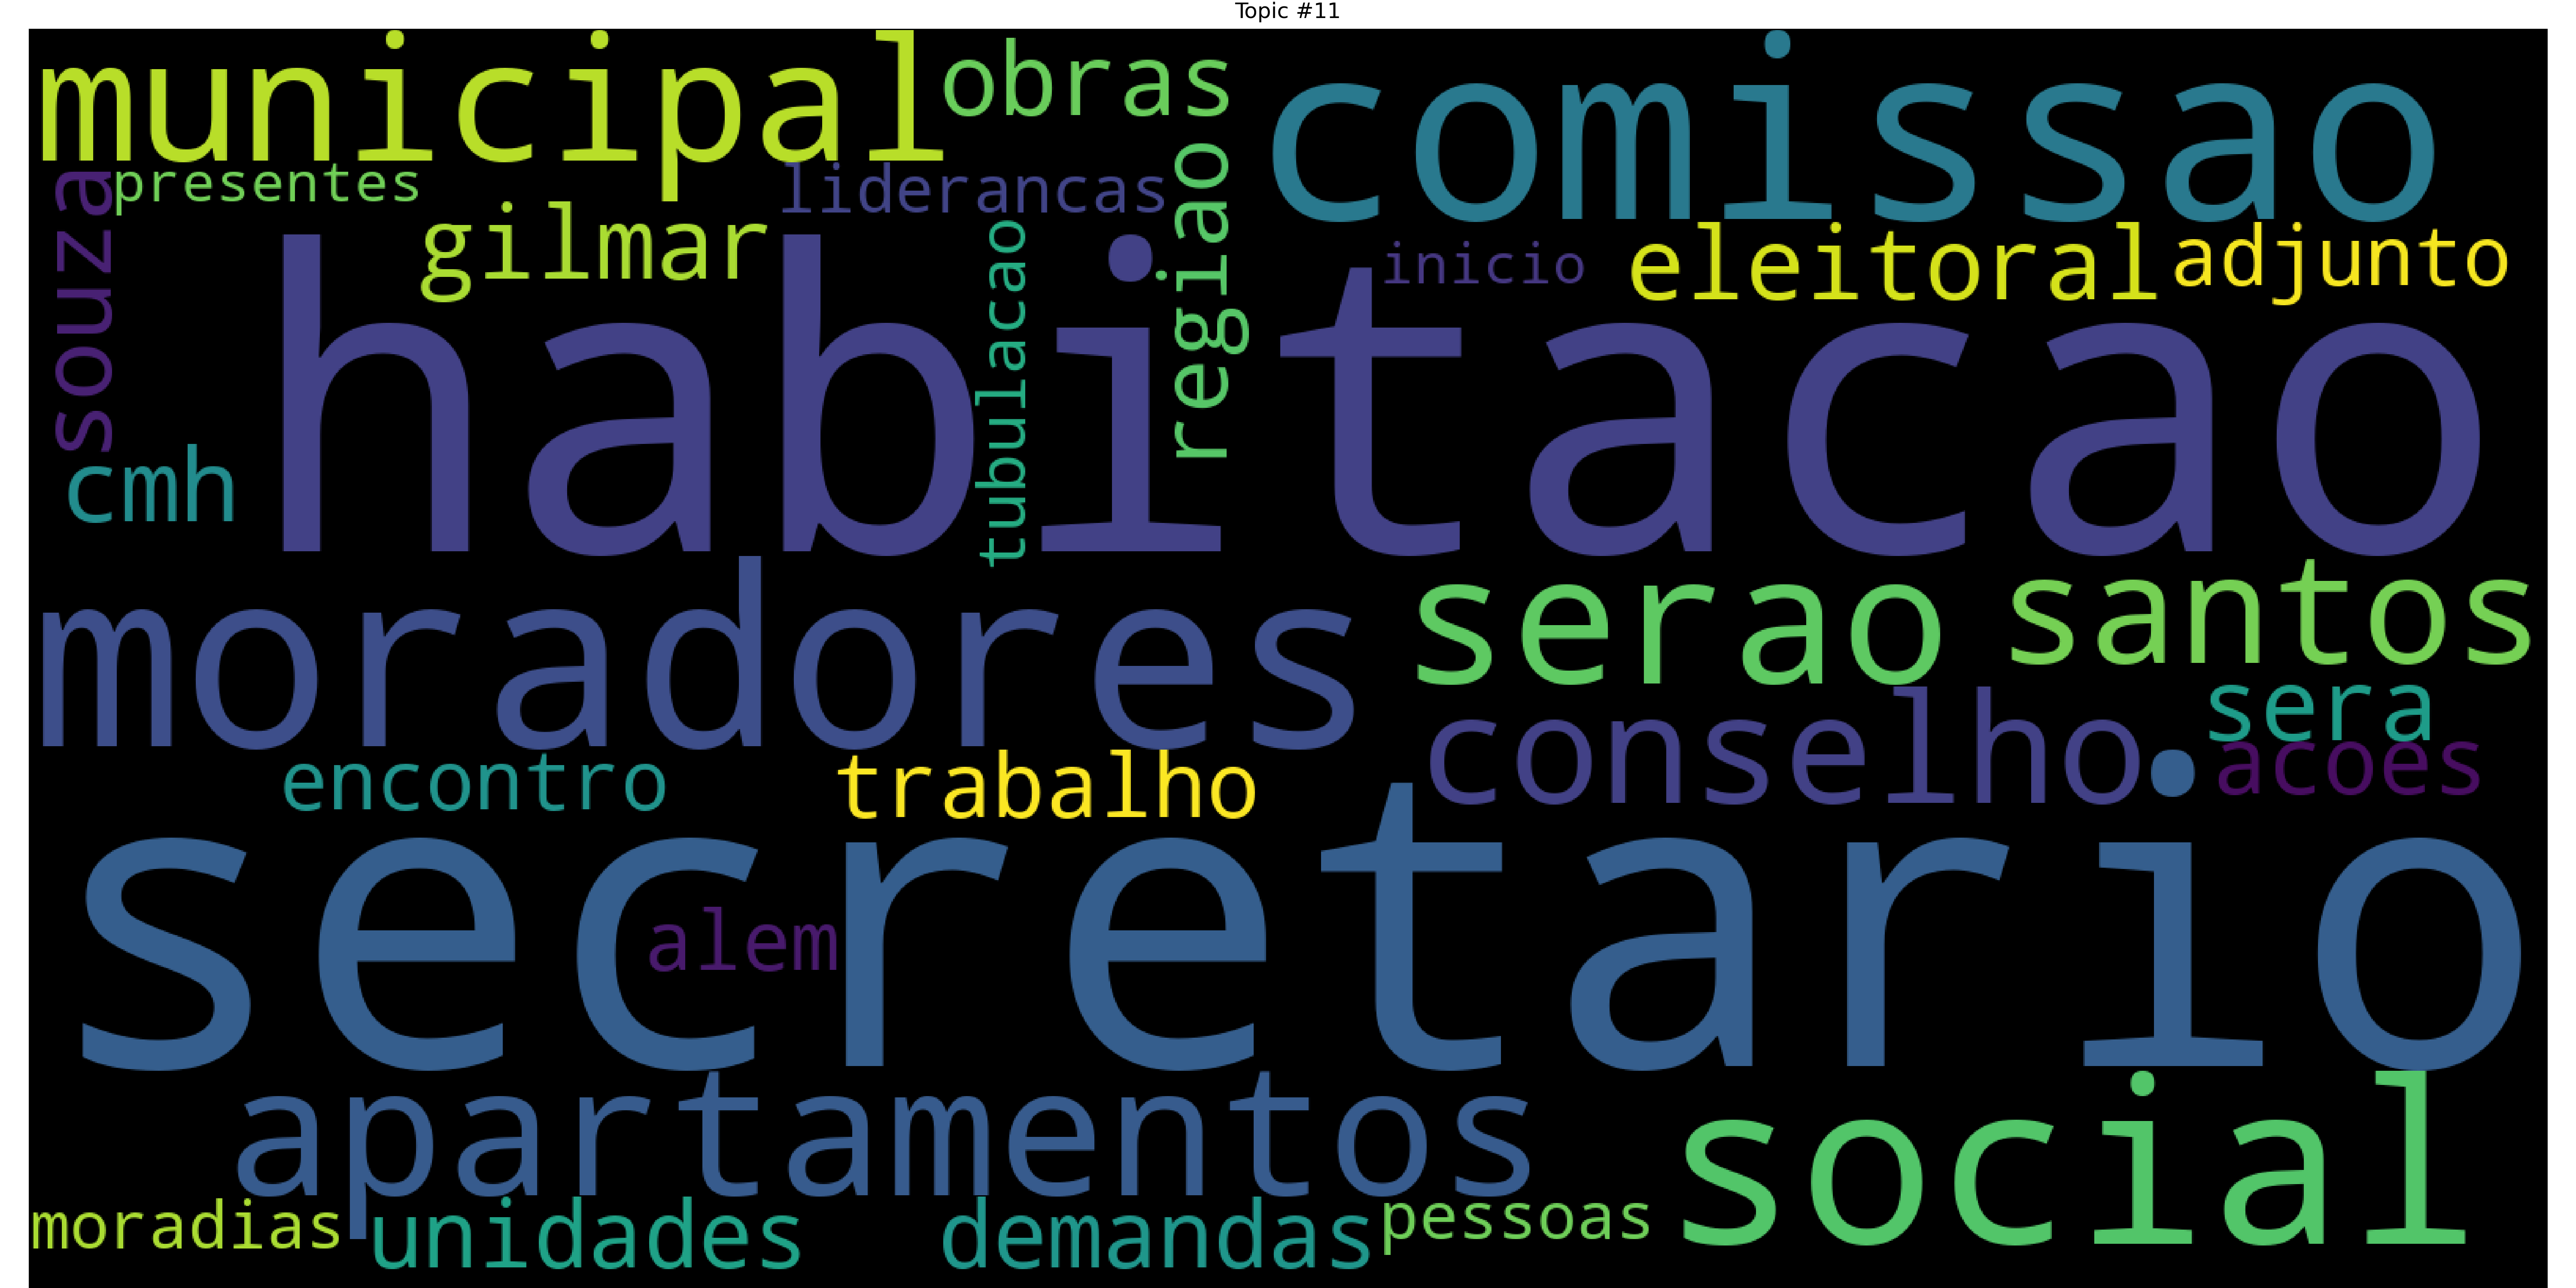 Topic #11
municipal
obras
comissao
souza
presentes
liderancas
regiao
gilmar
tubulacao
inicio
eleitoral
adjunto
habitacao
cmh
moradores
serao
santos
conselho
sera
acoes
encontro
trabalho
secretario
alem
apartamentos
social
moradias
unidades
demandas
pessoas